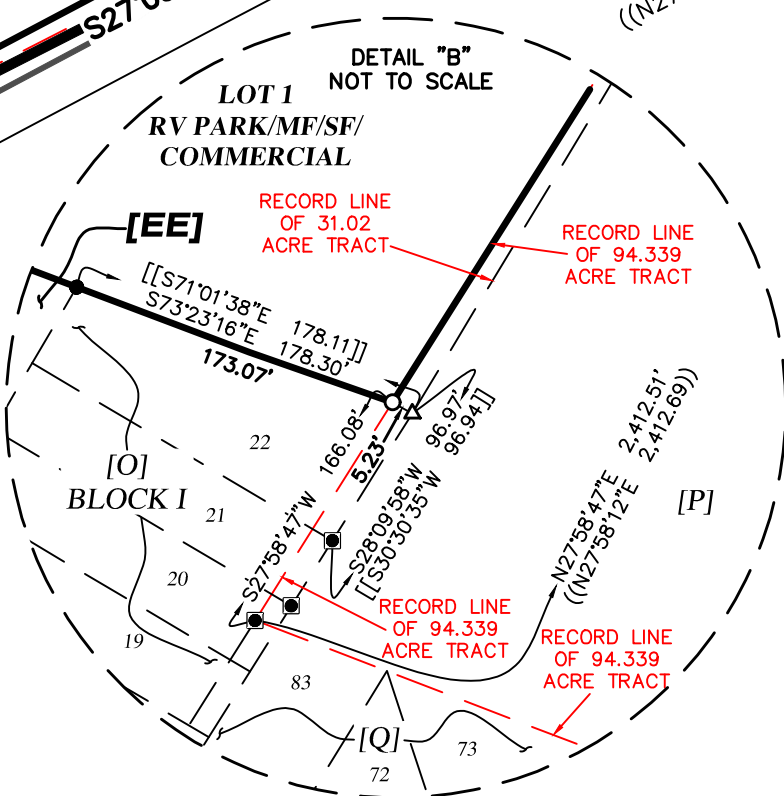 S27°0
((N27
DETAIL "B"
NOT TO SCALE
LOT 1
RV PARK/MF/SF/
COMMERCIAL
RECORD LINE
OF 31.02
ACRE TRACT
RECORD LINE
OF 94.339
ACRE TRACT
[EE]
[[S71°01'38"E 178.11]]
S73°23'16"E 178.30'
173.07'
22
166.08'
5.23'
96.97'
96.94]]
2,412.51'
2,412.69))
[O]
BLOCK I
[P]
21
S27°58'47"W
S28°09'58"W
[[S30°30'35"W
N27°58'47"E
((N27°58'12"E
20
19
RECORD LINE
OF 94.339
ACRE TRACT
RECORD LINE
OF 94.339
ACRE TRACT
83
[Q]
73
72